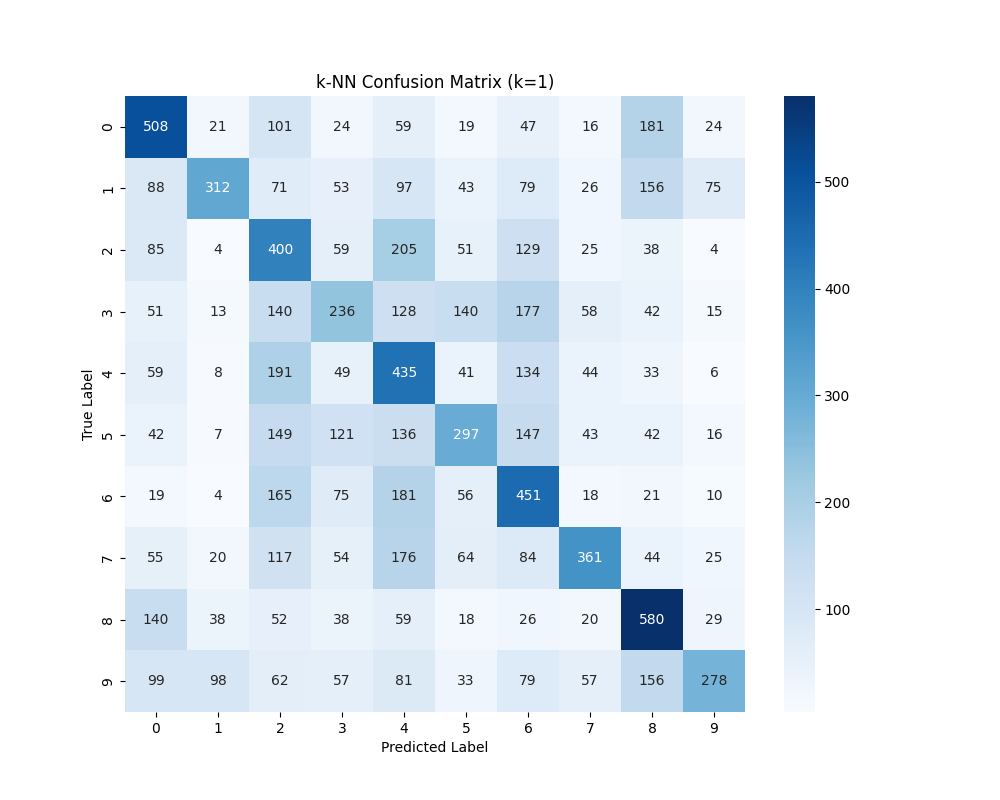 k-NN Confusion Matrix (k=1)
0 508 21 101 24 59 19 47 16 181 24
1 88 312 71 53 97 43 79 26 156 75
2 85 4 400 59 205 51 129 25 38 4
3 51 13 140 236 128 140 177 58 42 15
4 59 8 191 49 435 41 134 44 33 6
5 42 7 149 121 136 297 147 43 42 16
6 19 4 165 75 181 56 451 18 21 10
7 55 20 117 54 176 64 84 361 44 25
8 140 38 52 38 59 18 26 20 580 29
9 99 98 62 57 81 33 79 57 156 278
0 1 2 3 4 5 6 7 8 9
Predicted Label
True Label
500
400
300
200
100